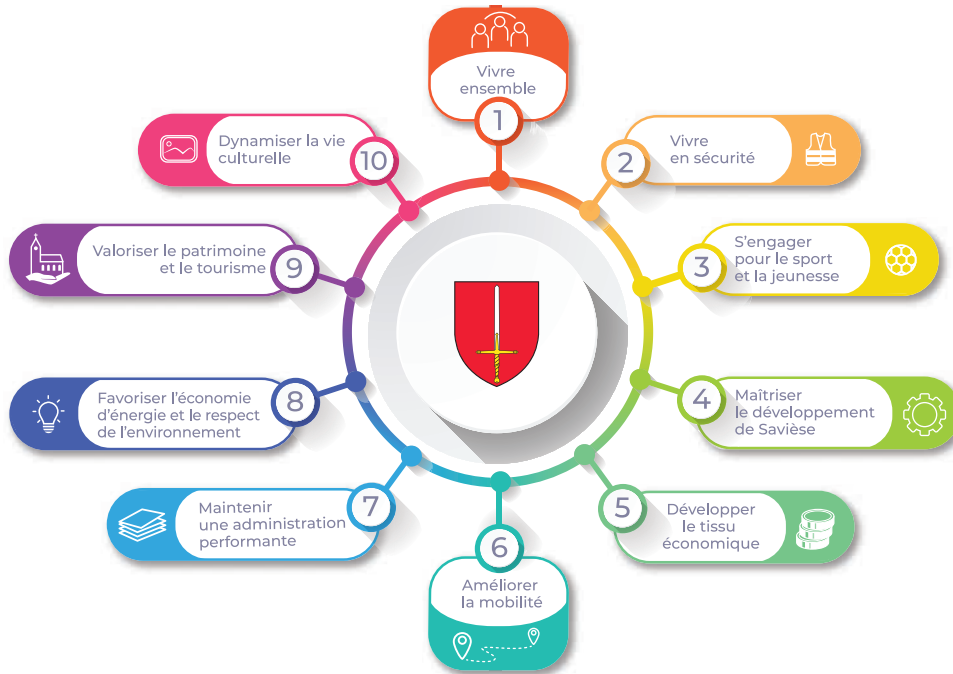 1
Vivre
ensemble
2
Vivre
en sécurité
3
S'engager
pour le sport
et la jeunesse
4
Maîtriser
le développement
de Savièse
5
Développer
le tissu
économique
6
Améliorer
la mobilité
7
Maintenir
une administration
performante
8
Favoriser l'économie
d'énergie et le respect
de l'environnement
9
Valoriser le patrimoine
et le tourisme
10
Dynamiser la vie
culturelle